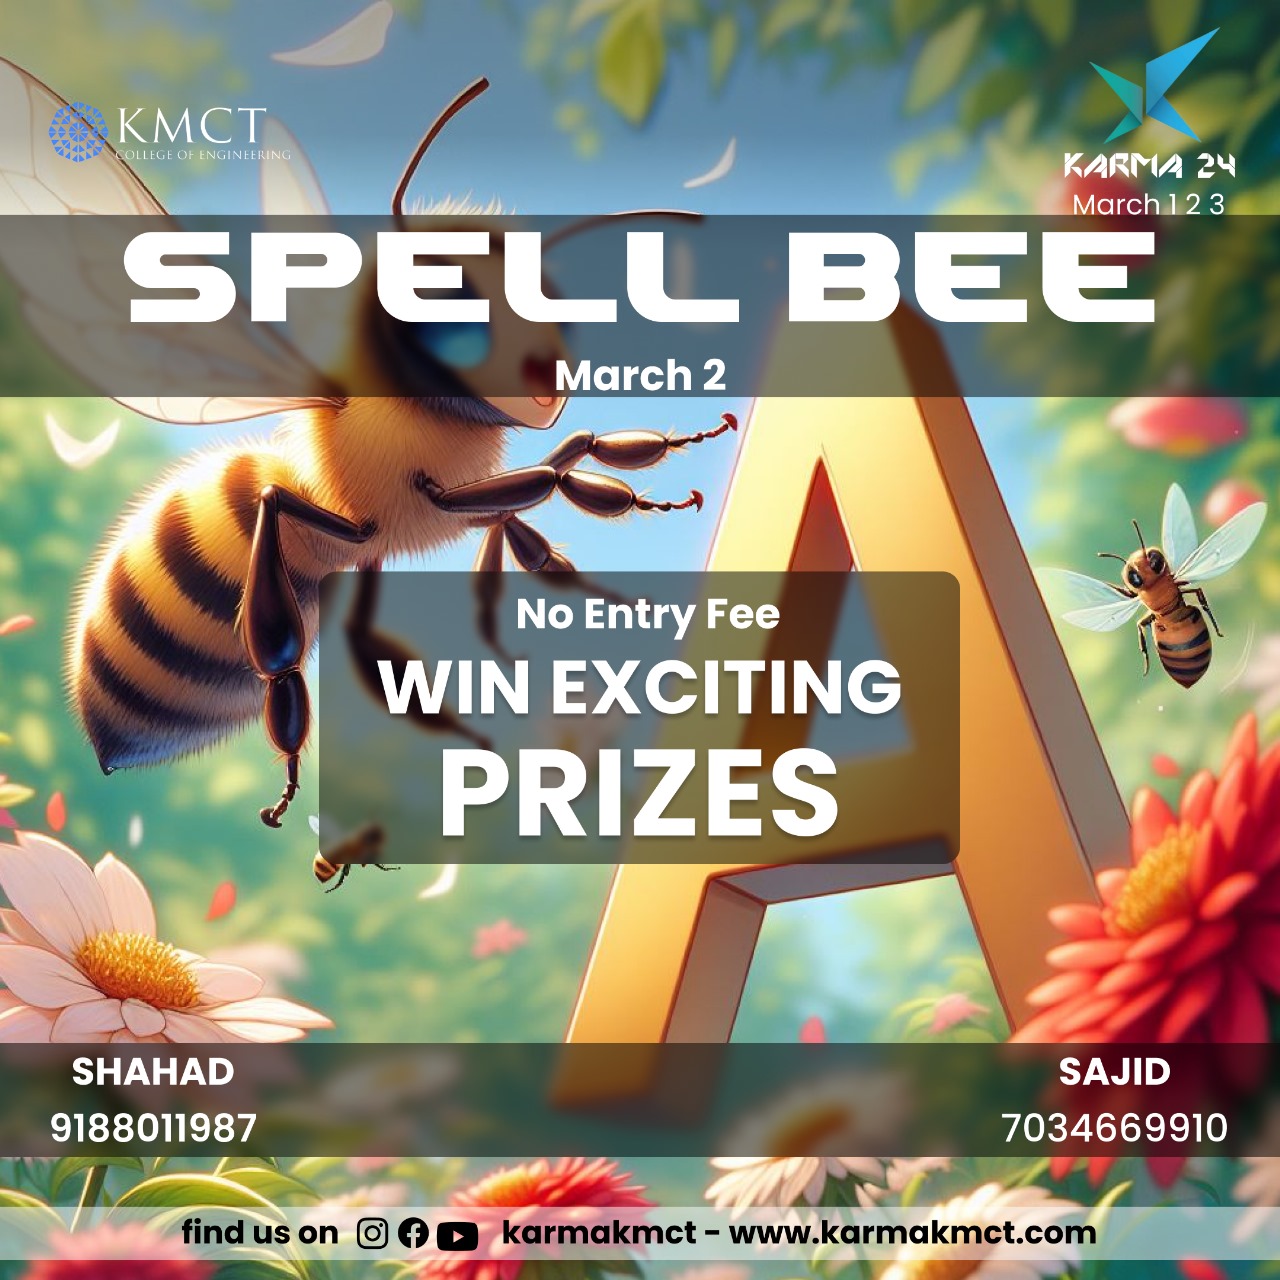 KMCT
COLLEGE OF ENGINEERING
KARMA 24
March 1 2 3
SPELL BEE
March 2
No Entry Fee
WIN EXCITING
PRIZES
A
SHAHAD
9188011987
SAJID
7034669910
find us on karmakmct - www.karmakmct.com